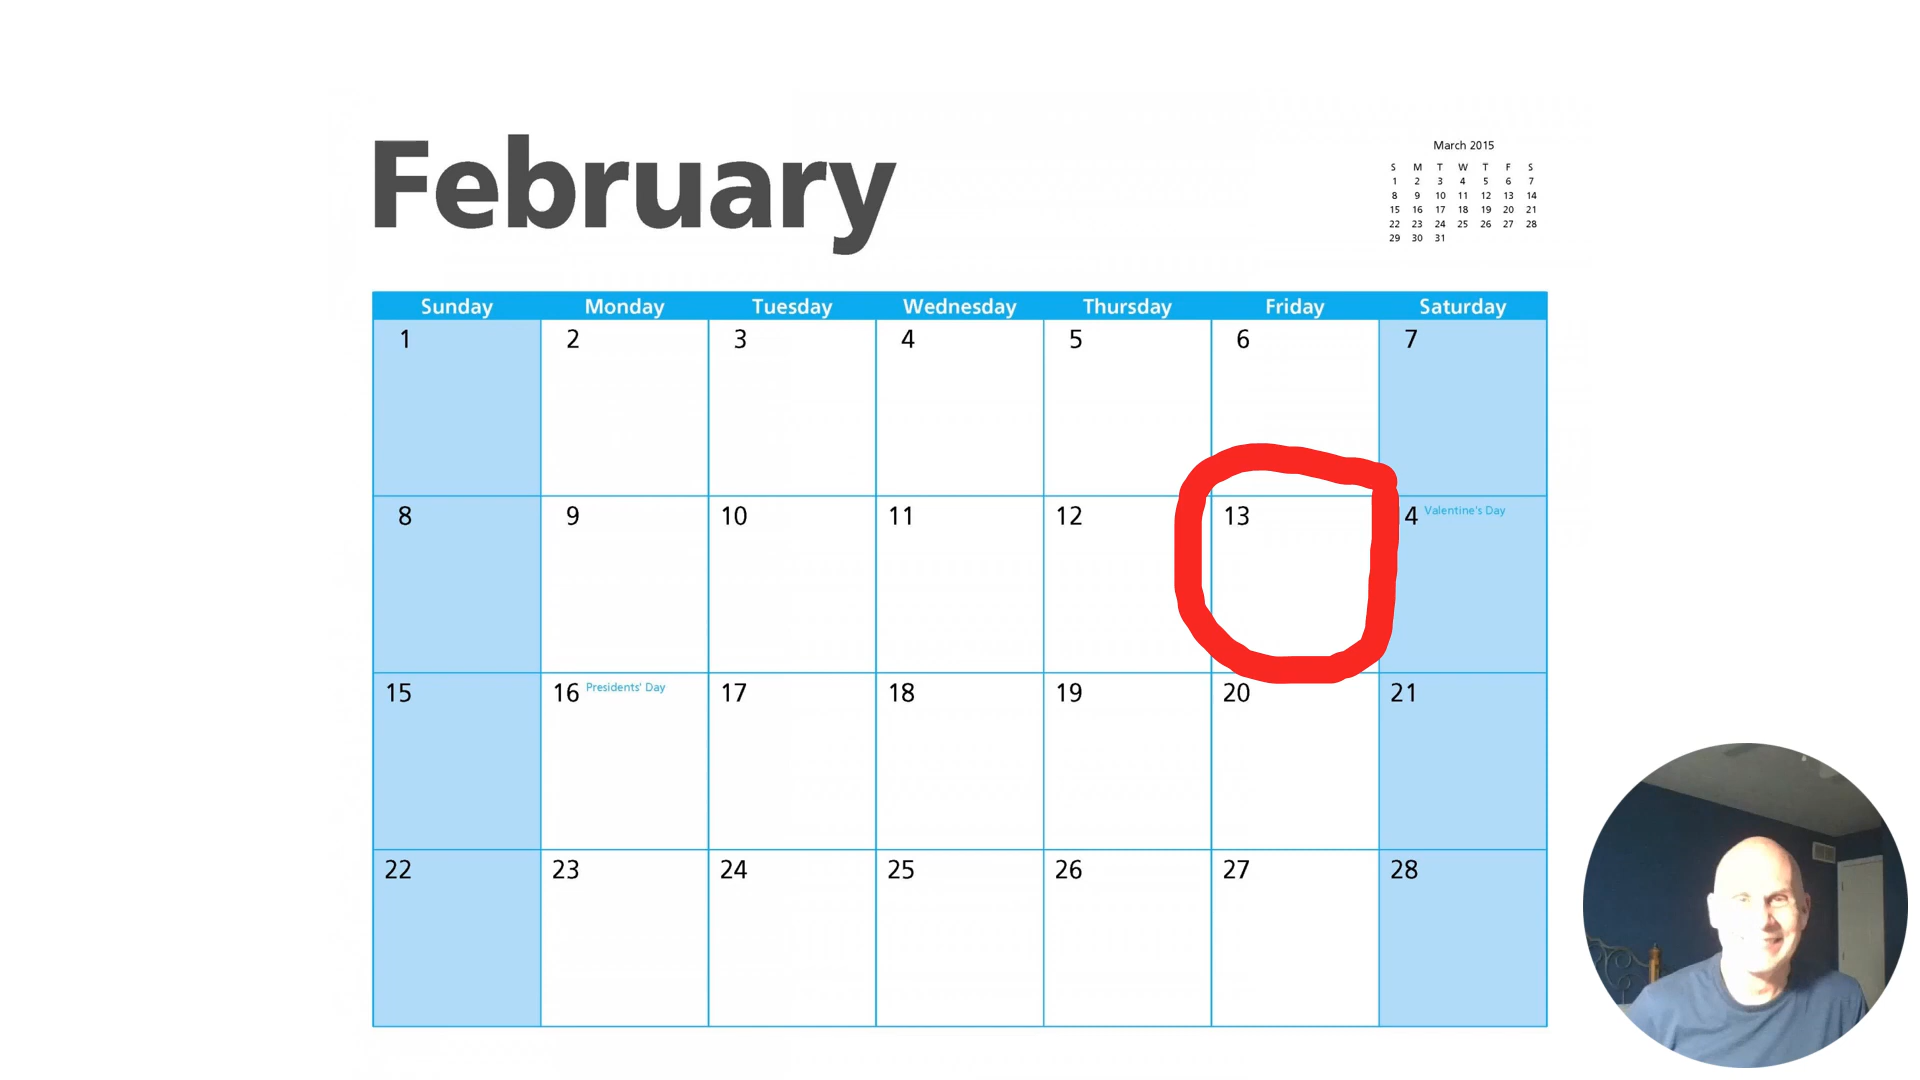 February
March 2015
S M T W T F S
1 2 3 4 5 6 7
8 9 10 11 12 13 14
15 16 17 18 19 20 21
22 23 24 25 26 27 28
29 30 31
Sunday Monday Tuesday Wednesday Thursday Friday Saturday
1 2 3 4 5 6 7
8 9 10 11 12 13 4 Valentine's Day
15 16 Presidents' Day 17 18 19 20 21
22 23 24 25 26 27 28